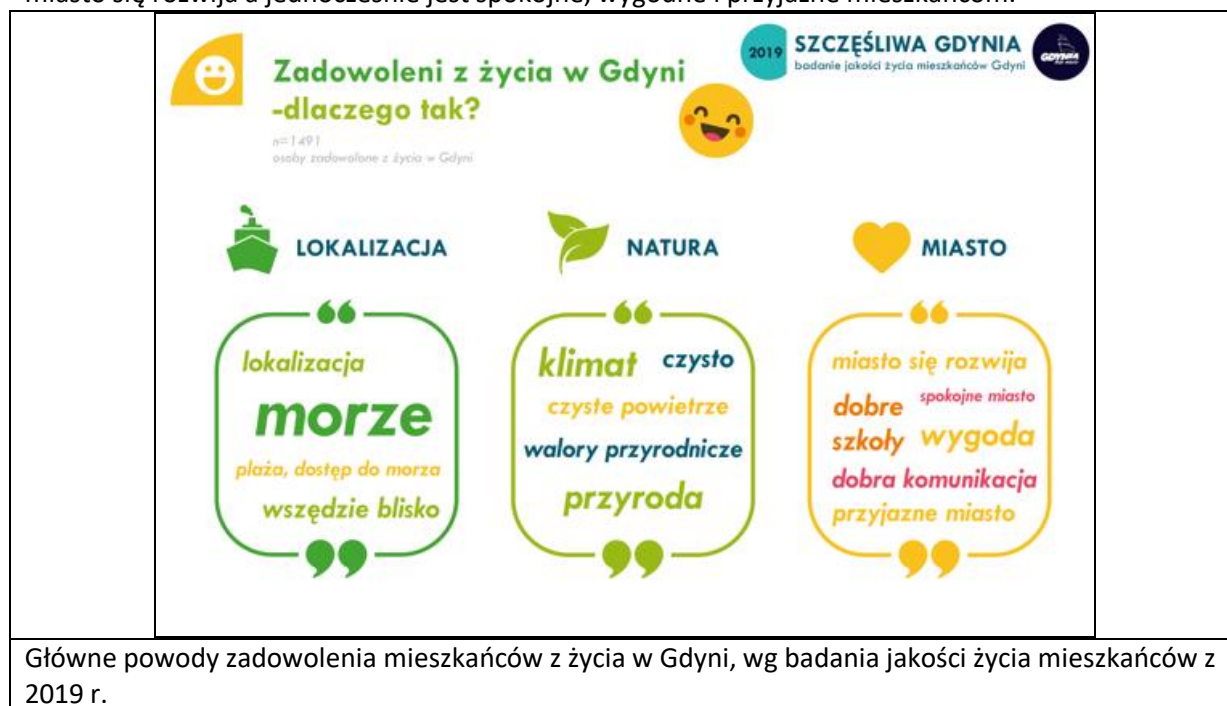 miasto się rozwija a jednocześnie jest spokojne, wygodne i przyjazne mieszkańcom.
Zadowoleni z życia w Gdyni
-dlaczego tak?
n=1491
osoby zadowolone z życia w Gdyni
2019
SZCZĘŚLIWA GDYNIA
badanie jakości życia mieszkańców Gdyni
GDYNIA
LOKALIZACJA
lokalizacja
morze
plaża, dostęp do morza
wszędzie blisko
NATURA
klimat czysto
czyste powietrze
walory przyrodnicze
przyroda
MIASTO
miasto się rozwija
dobre spokojne miasto
szkoły wygoda
dobra komunikacja
przyjazne miasto
Główne powody zadowolenia mieszkańców z życia w Gdyni, wg badania jakości życia mieszkańców z
2019 r.